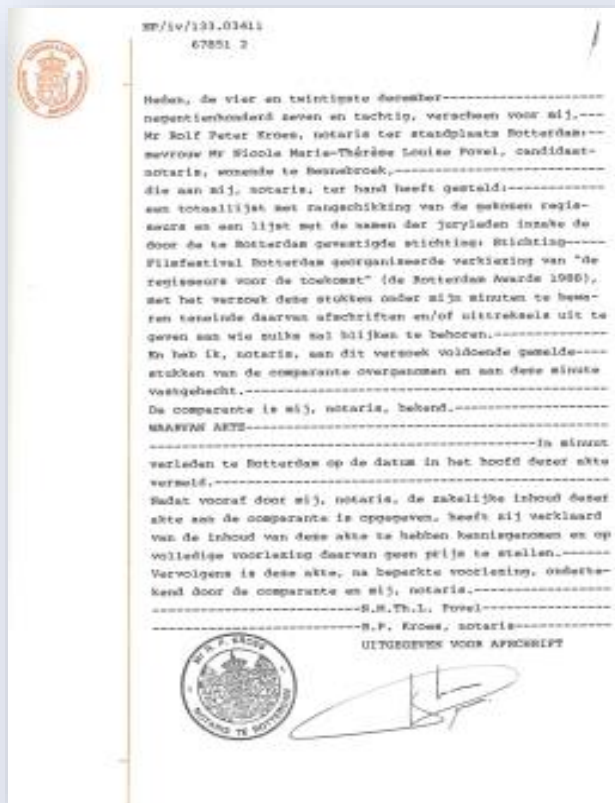 HP/iv/133.03411
67851 2
Heden, de vier en twintigste december--------------------
negentienhonderd zeven en tachtig, verscheen voor mij,---
Mr Rolf Peter Kroes, notaris ter standplaats Rotterdam:--
mevrouw Mr Nicole Marie-Thérèse Louise Povel, candidaat-
notaris, wonende te Bennebroek,--------------------------
die aan mij, notaris, ter hand heeft gesteld:------------
een totaallijst met rangschikking van de gekozen regis-
seurs en een lijst met de namen der juryleden inzake de
door de te Rotterdam gevestigde stichting: Stichting-----
Filmfestival Rotterdam georganiseerde verkiezing van "de
regisseurs voor de toekomst" (de Rotterdam Awards 1988),
met het verzoek deze stukken onder mijn minuten te bewa-
ren teneinde daarvan afschriften en/of uittreksels uit te
geven aan wie zulks zal blijken te behoren.--------------
En heb ik, notaris, aan dit verzoek voldoende gemelde----
stukken van de comparante overgenomen en aan deze minute
vastgehecht.---------------------------------------------
De comparante is mij, notaris, bekend.-------------------
WAARVAN AKTE---------------------------------------------
------------------------------------------------In minuut
verleden te Rotterdam op de datum in het hoofd dezer akte
vermeld.-------------------------------------------------
Nadat vooraf door mij, notaris, de zakelijke inhoud dezer
akte aan de comparante is opgegeven, heeft zij verklaard
van de inhoud van deze akte te hebben kennisgenomen en op
volledige voorlezing daarvan geen prijs te stellen.------
Vervolgens is deze akte, na beperkte voorlezing, onderte-
kend door de comparante en mij, notaris.-----------------
--------------------------N.M.Th.L. Povel----------------
--------------------------R.P. Kroes, notaris------------
UITGEGEVEN VOOR AFSCHRIFT
Mr R. P. KROES
NOTARIS TE ROTTERDAM